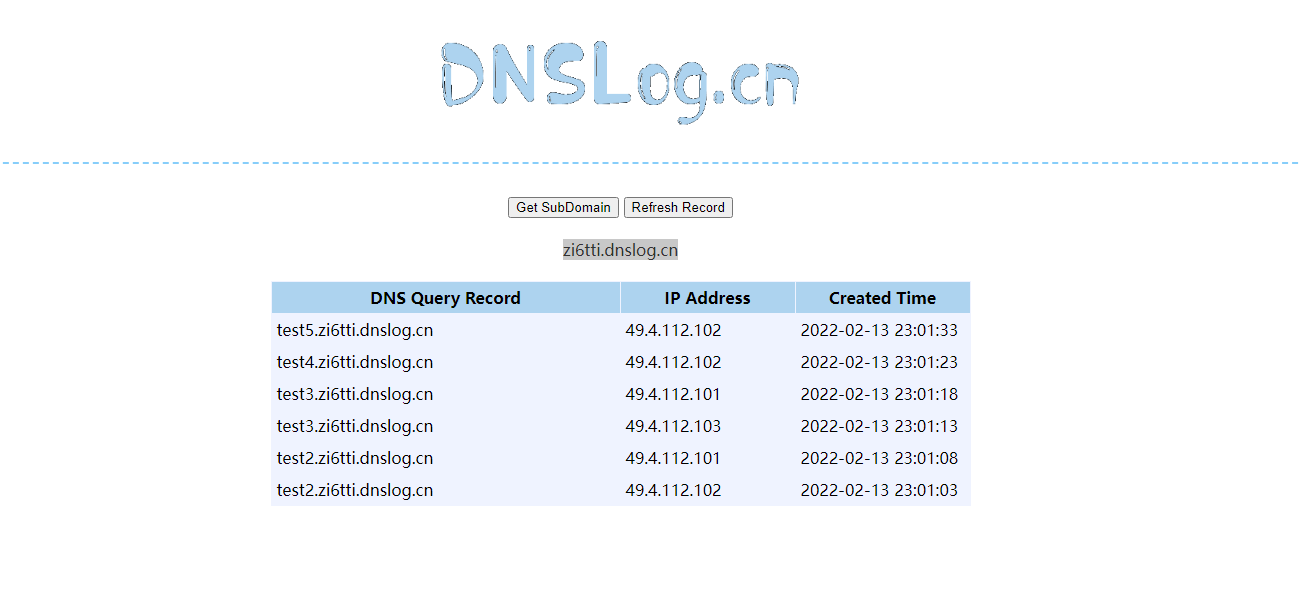 DNSLog.cn
Get SubDomain Refresh Record
zi6tti.dnslog.cn
DNS Query Record IP Address Created Time
test5.zi6tti.dnslog.cn 49.4.112.102 2022-02-13 23:01:33
test4.zi6tti.dnslog.cn 49.4.112.102 2022-02-13 23:01:23
test3.zi6tti.dnslog.cn 49.4.112.101 2022-02-13 23:01:18
test3.zi6tti.dnslog.cn 49.4.112.103 2022-02-13 23:01:13
test2.zi6tti.dnslog.cn 49.4.112.101 2022-02-13 23:01:08
test2.zi6tti.dnslog.cn 49.4.112.102 2022-02-13 23:01:03